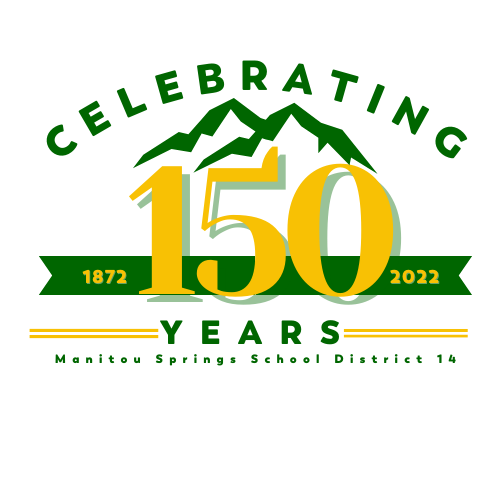 CELEBRATING
150
1872 2022
YEARS
Manitou Springs School District 14